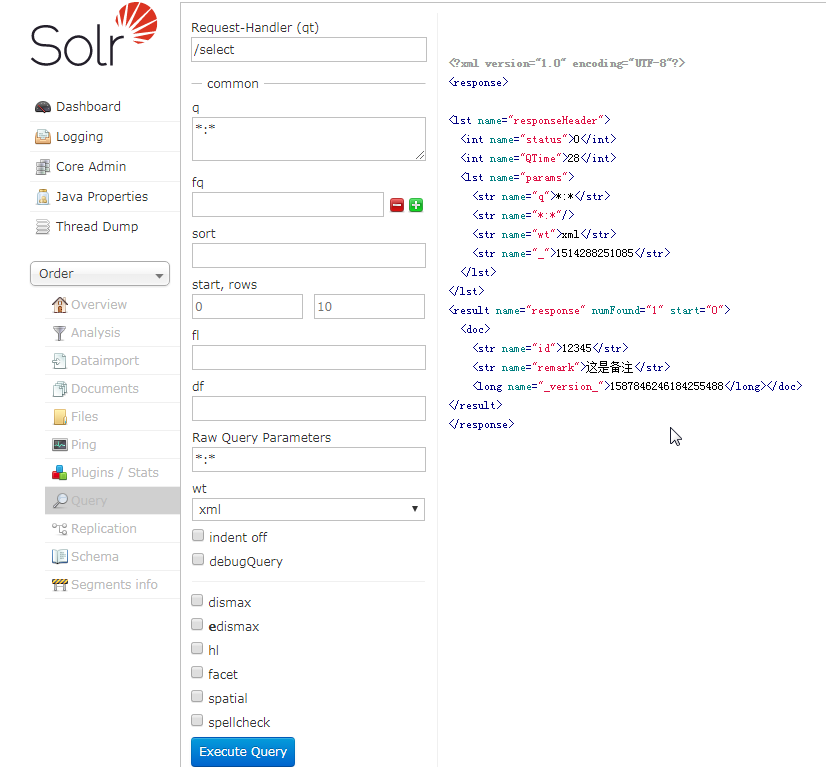 Solr
Dashboard
Logging
Core Admin
Java Properties
Thread Dump
Order
Overview
Analysis
Dataimport
Documents
Files
Ping
Plugins / Stats
Query
Replication
Schema
Segments info
Request-Handler (qt)
/select
common
q
*:*
fq
sort
start, rows
0
10
fl
df
Raw Query Parameters
*:*
wt
xml
indent off
debugQuery
dismax
edismax
hl
facet
spatial
spellcheck
Execute Query
<?xml version="1.0" encoding="UTF-8"?>
<response>
<lst name="responseHeader">
<int name="status">0</int>
<int name="QTime">28</int>
<lst name="params">
<str name="q">*:*</str>
<str name="*:*"/>
<str name="wt">xml</str>
<str name="_">1514288251085</str>
</lst>
</lst>
<result name="response" numFound="1" start="0">
<doc>
<str name="id">12345</str>
<str name="remark">这是备注</str>
<long name="_version_">1587846246184255488</long></doc>
</result>
</response>